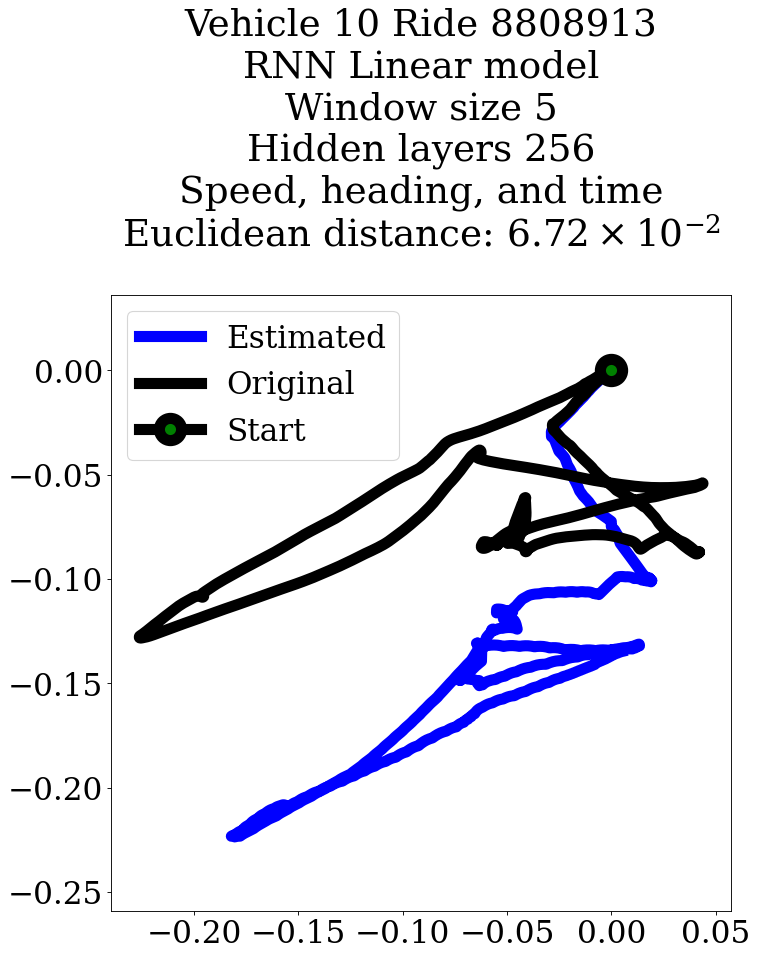 Vehicle 10 Ride 8808913
RNN Linear model
Window size 5
Hidden layers 256
Speed, heading, and time
Euclidean distance: 6.72 × 10⁻²
Estimated
Original
Start
0.00
−0.05
−0.10
−0.15
−0.20
−0.25
−0.20 −0.15 −0.10 −0.05 0.00 0.05